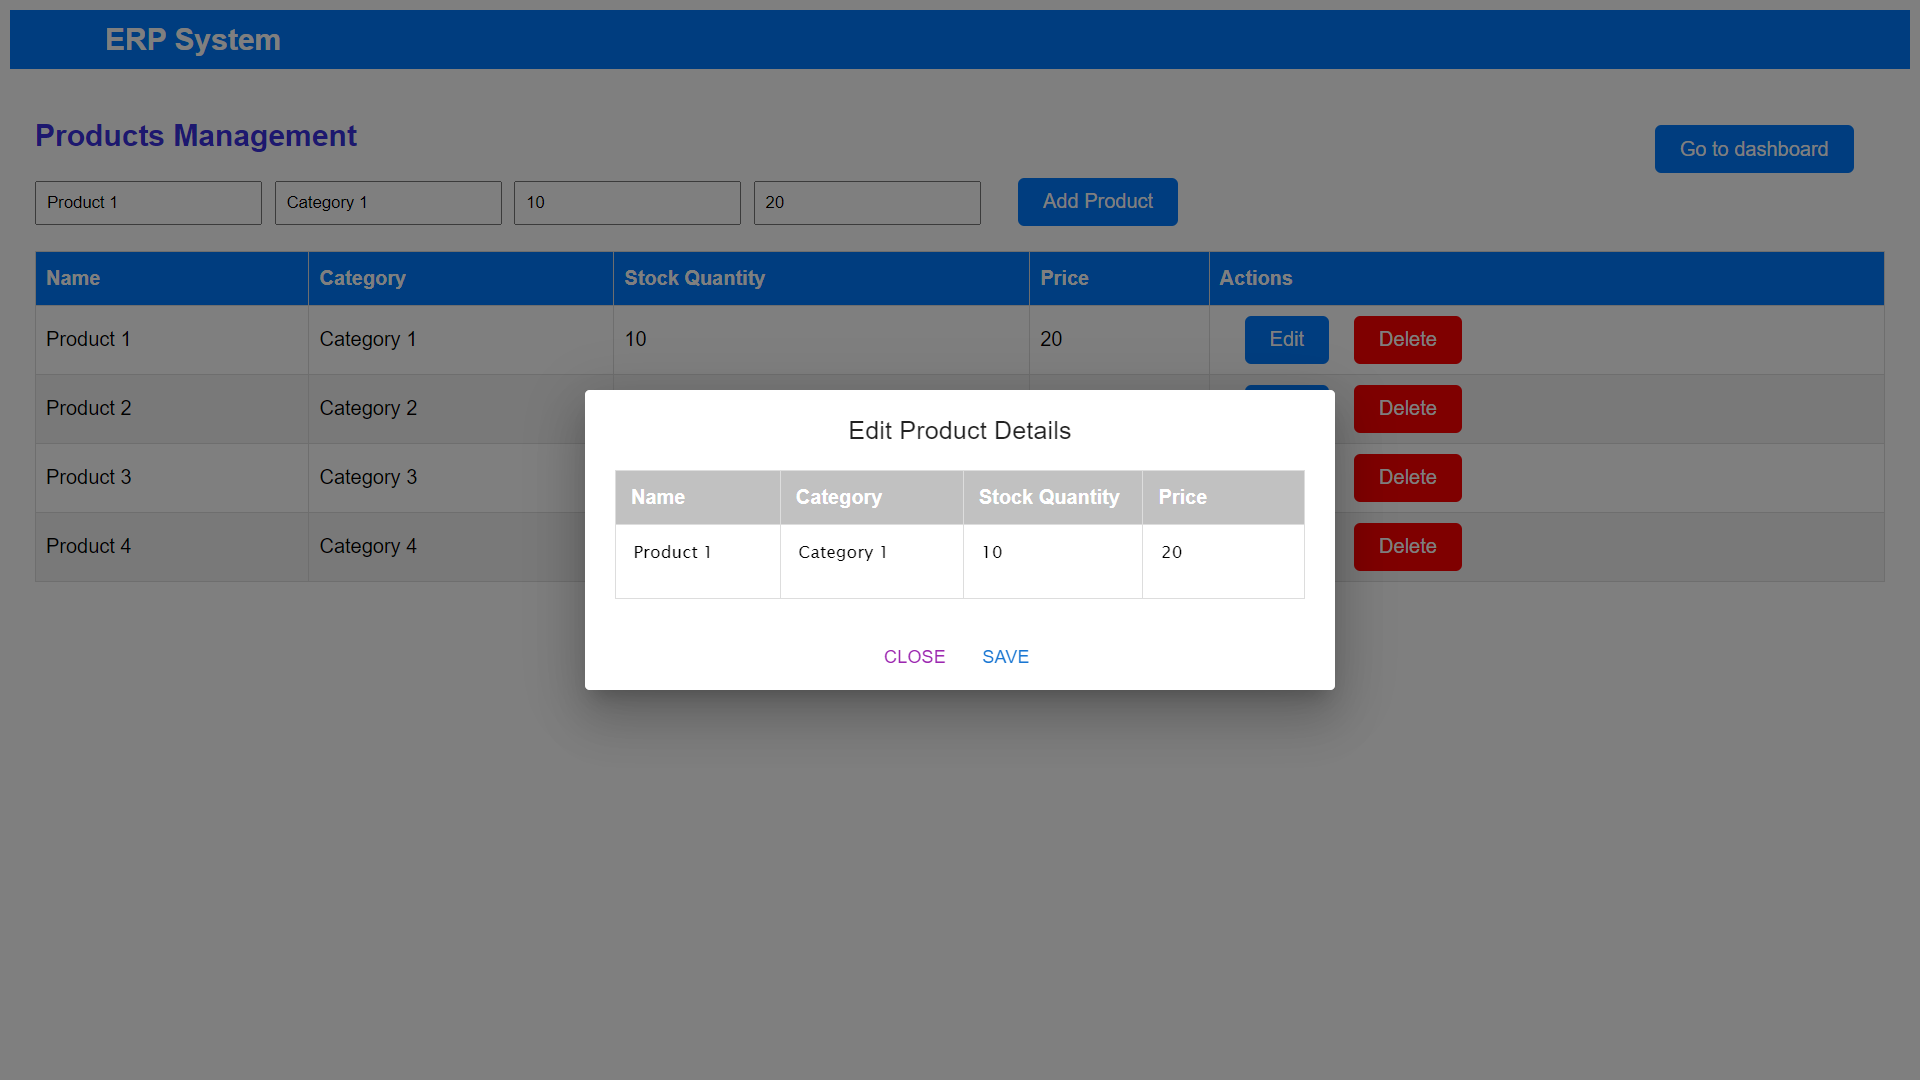 ERP System
Products Management
Go to dashboard
Product 1 Category 1 10 20 Add Product
Name Category Stock Quantity Price Actions
Product 1 Category 1 10 20 Edit Delete
Product 2 Category 2 Delete
Product 3 Category 3 Delete
Product 4 Category 4 Delete
Edit Product Details
Name Category Stock Quantity Price
Product 1 Category 1 10 20
CLOSE SAVE